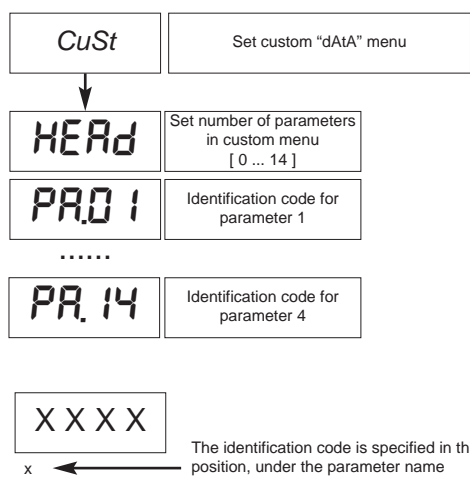 CuSt
Set custom “dAtA” menu
HEAd
Set number of parameters
in custom menu
[ 0 ... 14 ]
PA.01
Identification code for
parameter 1
......
PA.14
Identification code for
parameter 4
X X X X
The identification code is specified in th
x
position, under the parameter name